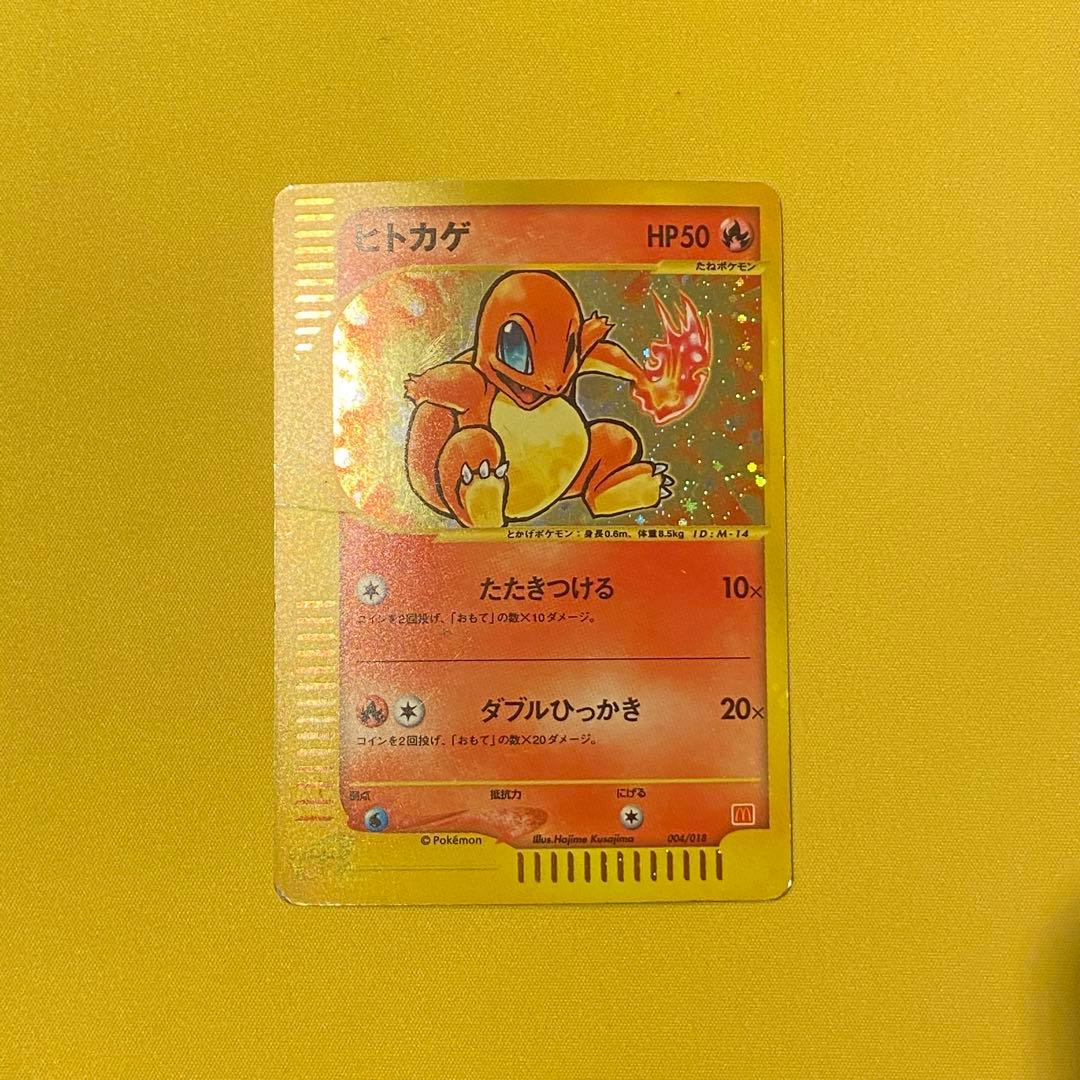 ヒトカゲ HP50
たねポケモン
とかげポケモン：身長0.6m、体重8.5kg ID:M-14
たたきつける 10×
コインを2回投げ、「おもて」の数×10ダメージ。
ダブルひっかき 20×
コインを2回投げ、「おもて」の数×20ダメージ。
弱点 抵抗力 にげる
©Pokémon Illus.Hajime Kusajima 004/018